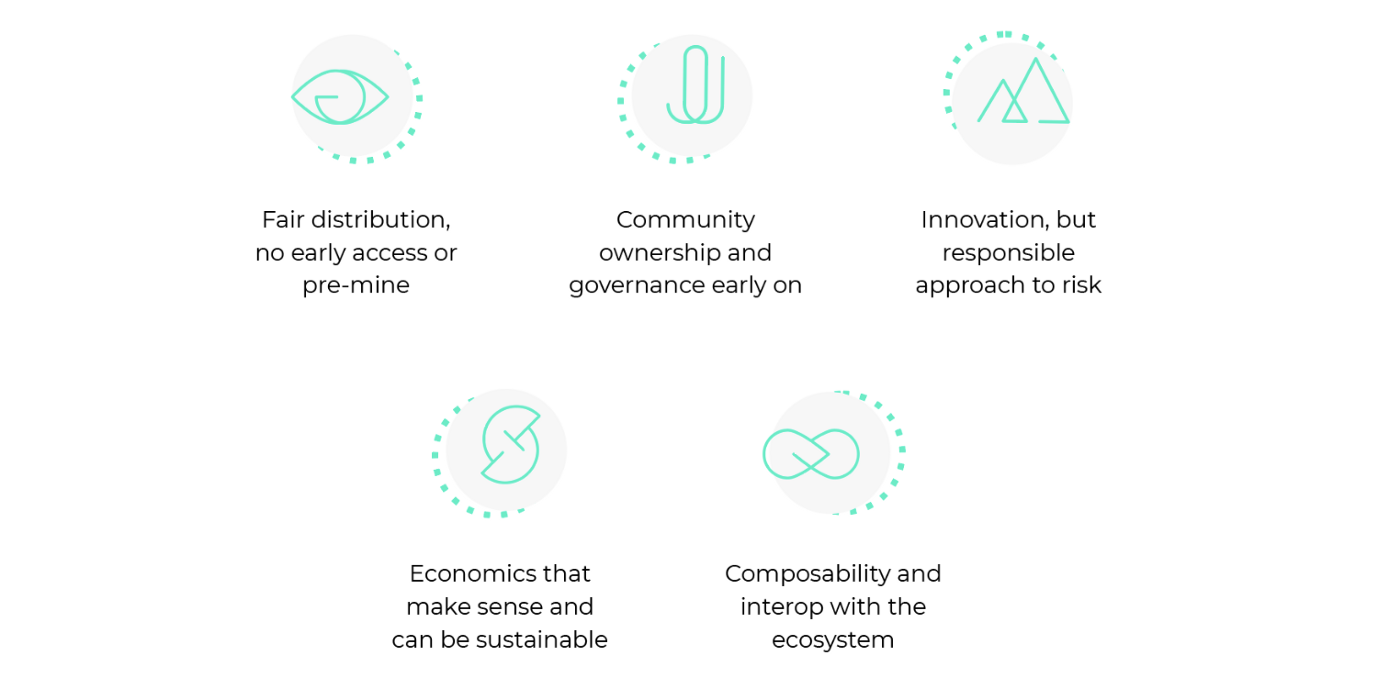 Fair distribution,
no early access or
pre-mine
Community
ownership and
governance early on
Innovation, but
responsible
approach to risk
Economics that
make sense and
can be sustainable
Composability and
interop with the
ecosystem